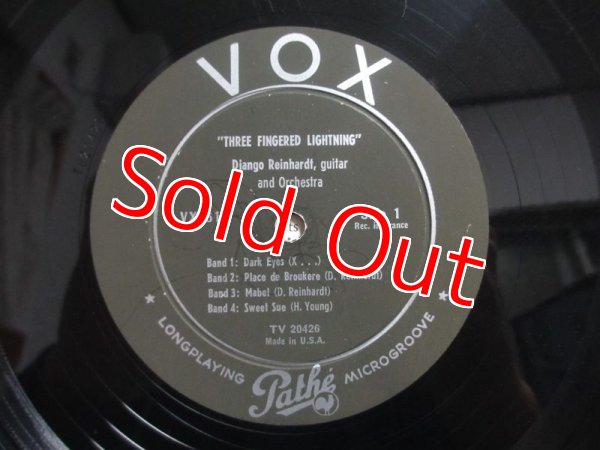 VOX
"THREE FINGERED LIGHTNING"
Django Reinhardt, guitar
and Orchestra
Sold Out
1
Rec. in France
Band 1: Dark Eyes (X...)
Band 2: Place de Broukere (D. Reinhardt)
Band 3: Mabel (D. Reinhardt)
Band 4: Sweet Sue (H. Young)
TV 20426
Made in U.S.A.
LONGPLAYING Pathé MICROGROOVE